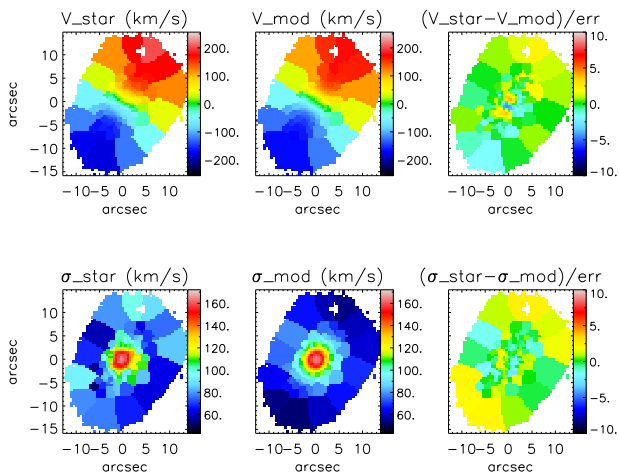 V_star (km/s) V_mod (km/s) (V_star−V_mod)/err
10 5 0 −5 −10 −15
arcsec
200. 100. 0. −100. −200.
200. 100. 0. −100. −200.
10. 5. 0. −5. −10.
−10 −5 0 5 10 −10 −5 0 5 10 −10 −5 0 5 10
arcsec arcsec arcsec
σ_star (km/s) σ_mod (km/s) (σ_star−σ_mod)/err
10 5 0 −5 −10 −15
arcsec
160. 140. 120. 100. 80. 60.
160. 140. 120. 100. 80. 60.
10. 5. 0. −5. −10.
−10 −5 0 5 10 −10 −5 0 5 10 −10 −5 0 5 10
arcsec arcsec arcsec